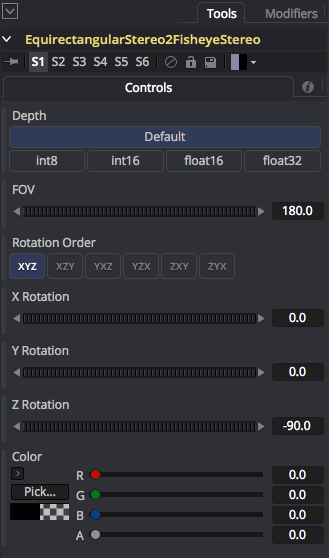 Tools Modifiers
EquirectangularStereo2FisheyeStereo
S1 S2 S3 S4 S5 S6
Controls
Depth
Default
int8 int16 float16 float32
FOV
180.0
Rotation Order
XYZ XZY YXZ YZX ZXY ZYX
X Rotation
0.0
Y Rotation
0.0
Z Rotation
-90.0
Color
R 0.0
Pick...
G 0.0
B 0.0
A 0.0